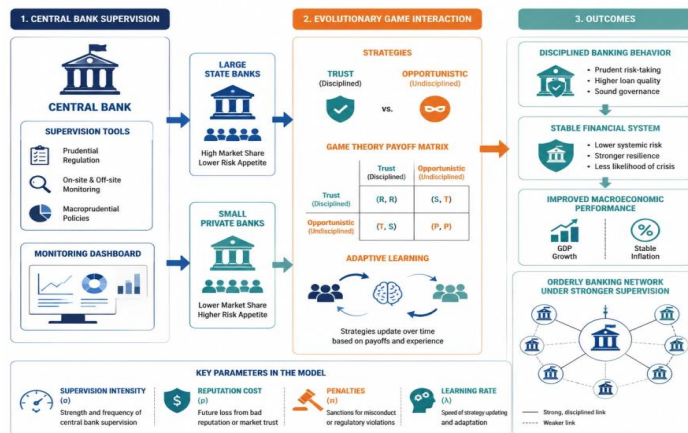 1. CENTRAL BANK SUPERVISION
CENTRAL BANK
SUPERVISION TOOLS
Prudential
Regulation
On-site & Off-site
Monitoring
Macroprudential
Policies
MONITORING DASHBOARD
LARGE
STATE BANKS
High Market Share
Lower Risk Appetite
SMALL
PRIVATE BANKS
Lower Market Share
Higher Risk Appetite
2. EVOLUTIONARY GAME INTERACTION
STRATEGIES
TRUST
(Disciplined)
vs.
OPPORTUNISTIC
(Undisciplined)
GAME THEORY PAYOFF MATRIX
Trust
(Disciplined)
Opportunistic
(Undisciplined)
Trust
(Disciplined)
(R, R)
(S, T)
Opportunistic
(Undisciplined)
(T, S)
(P, P)
ADAPTIVE LEARNING
Strategies update over time
based on payoffs and experience
3. OUTCOMES
DISCIPLINED BANKING BEHAVIOR
• Prudent risk-taking
• Higher loan quality
• Sound governance
STABLE FINANCIAL SYSTEM
• Lower systemic risk
• Stronger resilience
• Less likelihood of crisis
IMPROVED MACROECONOMIC
PERFORMANCE
GDP
Growth
%
Stable
Inflation
ORDERLY BANKING NETWORK
UNDER STRONGER SUPERVISION
Strong, disciplined link
Weaker link
KEY PARAMETERS IN THE MODEL
SUPERVISION INTENSITY
(σ)
Strength and frequency of
central bank supervision
$
REPUTATION COST
(ρ)
Future loss from bad
reputation or market trust
PENALTIES
(π)
Sanctions for misconduct
or regulatory violations
LEARNING RATE
(λ)
Speed of strategy updating
and adaptation